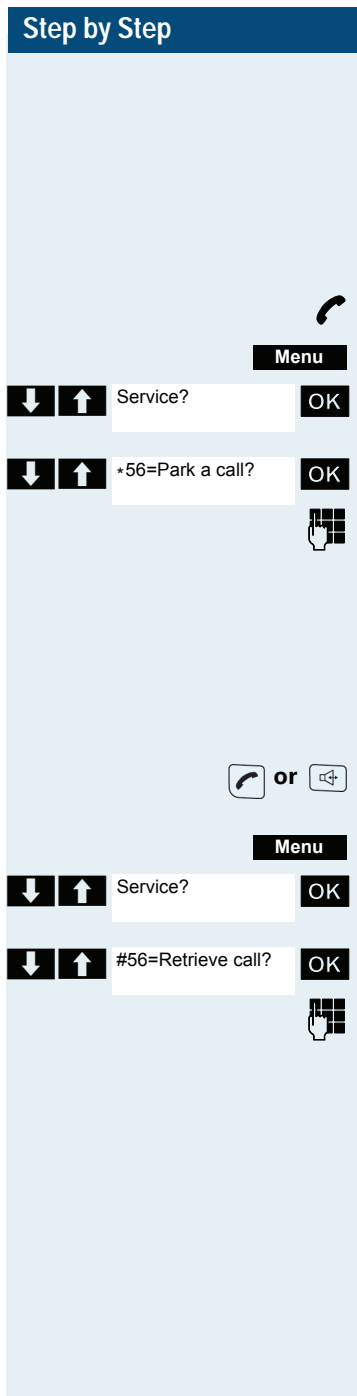 Step by Step
Menu
Service? OK
*56=Park a call? OK
or
Menu
Service? OK
#56=Retrieve call? OK